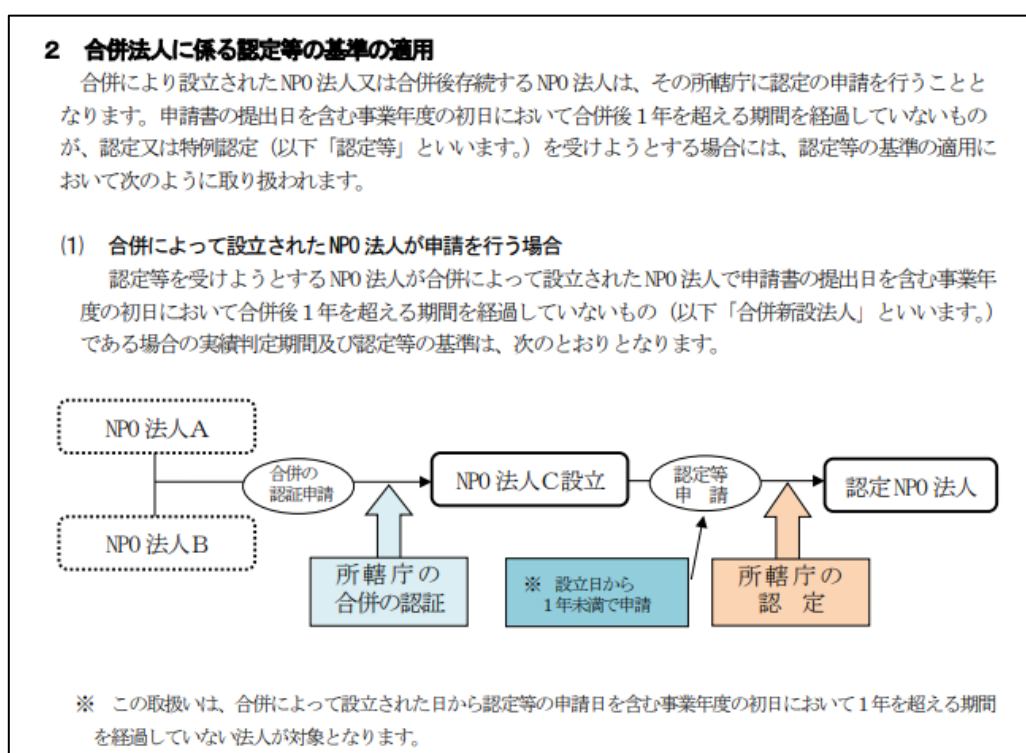 2 合併法人に係る認定等の基準の適用
合併により設立されたNPO法人又は合併後存続するNPO法人は、その所轄庁に認定の申請を行うことと
なります。申請書の提出日を含む事業年度の初日において合併後1年を超える期間を経過していないもの
が、認定又は特例認定(以下「認定等」といいます。)を受けようとする場合には、認定等の基準の適用に
おいて次のように取り扱われます。
(1) 合併によって設立されたNPO法人が申請を行う場合
認定等を受けようとするNPO法人が合併によって設立されたNPO法人で申請書の提出日を含む事業年
度の初日において合併後1年を超える期間を経過していないもの(以下「合併新設法人」といいます。)
である場合の実績判定期間及び認定等の基準は、次のとおりとなります。
NPO法人A
合併の
認証申請
NPO法人C設立
認定等
申 請
認定NPO法人
NPO法人B
所轄庁の
合併の認証
※ 設立日から
1年未満で申請
所轄庁の
認 定
※ この取扱いは、合併によって設立された日から認定等の申請日を含む事業年度の初日において1年を超える期間
を経過していない法人が対象となります。